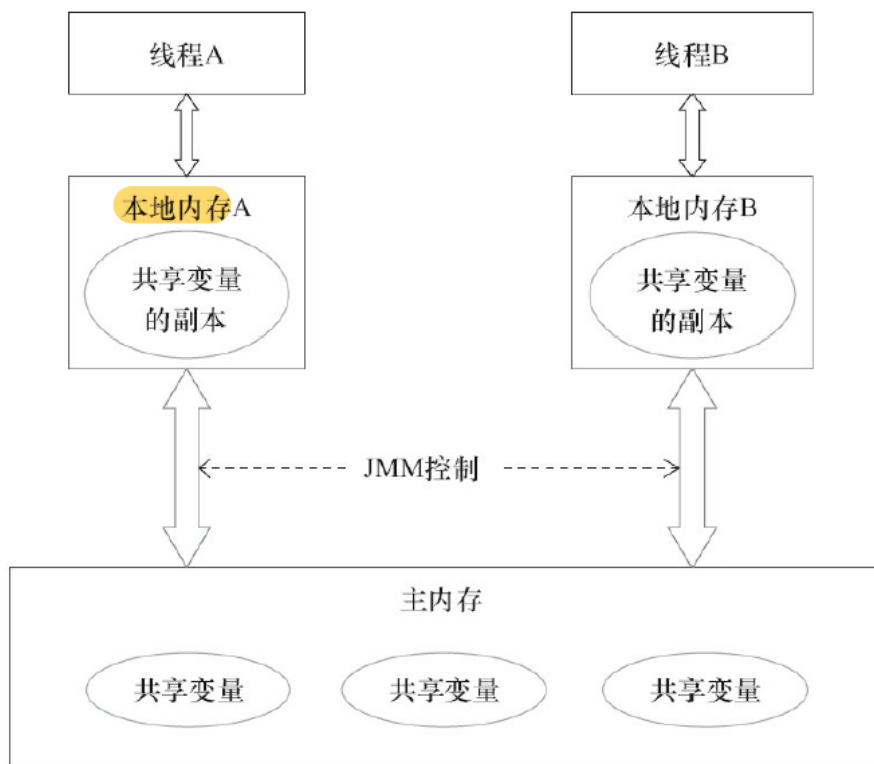 线程A
线程B
本地内存A
本地内存B
共享变量
的副本
共享变量
的副本
JMM控制
主内存
共享变量
共享变量
共享变量